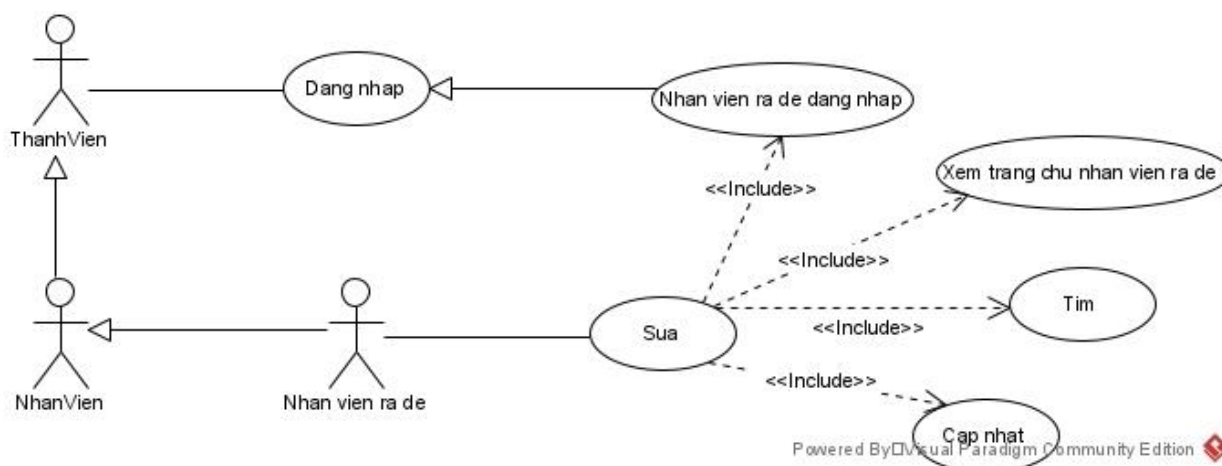 Dang nhap
Nhan vien ra de dang nhap
ThanhVien
<<Include>>
Xem trang chu nhan vien ra de
<<Include>>
Tim
<<Include>>
Sua
<<Include>>
NhanVien
Nhan vien ra de
Cap nhat
Powered By□Visual Paradigm Community Edition